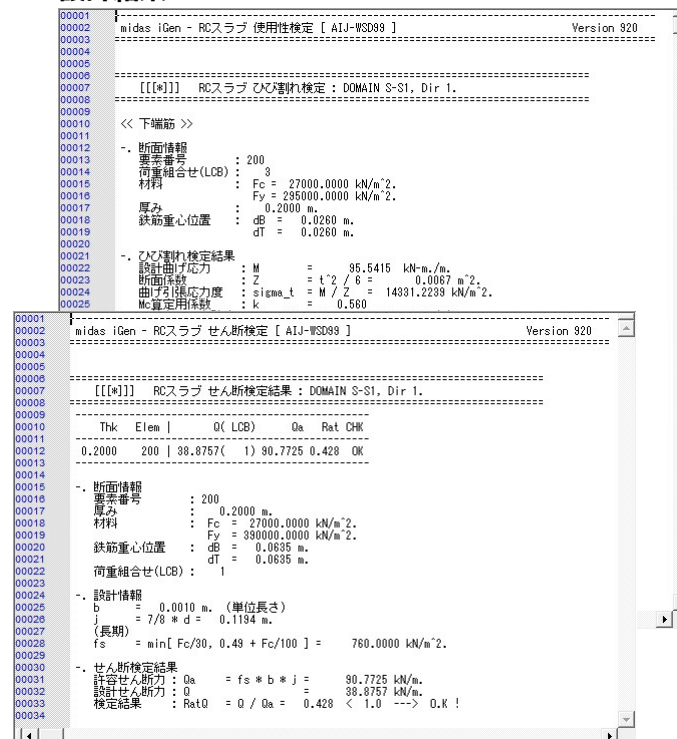 00001
00002 midas iGen - RCスラブ 使用性検定 [ AIJ-WSD99 ] Version 920
00003
00004
00005
00006
00007 [[[*]]] RCスラブ ひび割れ検定 : DOMAIN S-S1, Dir 1.
00008
00009
00010 << 下端筋 >>
00011
00012 -. 断面情報
00013 要素番号 : 200
00014 荷重組合せ(LCB) : 3
00015 材料 : Fc = 27000.0000 kN/m^2.
00016 Fy = 295000.0000 kN/m^2.
00017 厚み : 0.2000 m.
00018 鉄筋重心位置 : dB = 0.0260 m.
00019 dT = 0.0260 m.
00020
00021 -. ひび割れ検定結果
00022 設計曲げ応力 : M = 95.5415 kN-m./m.
00023 断面係数 : Z = t^2 / 6 = 0.0067 m^2.
00024 曲げ引張応力度 : sigma_t = M / Z = 14331.2239 kN/m^2.
00025 Mc算定用係数 : k = 0.560
00001
00002 midas iGen - RCスラブ せん断検定 [ AIJ-WSD99 ] Version 920
00003
00004
00005
00006
00007 [[[*]]] RCスラブ せん断検定結果 : DOMAIN S-S1, Dir 1.
00008
00009
00010 Thk Elem | Q( LCB) Qa Rat CHK
00011
00012 0.2000 200 | 38.8757( 1) 90.7725 0.428 OK
00013
00014
00015 -. 断面情報
00016 要素番号 : 200
00017 厚み : 0.2000 m.
00018 材料 : Fc = 27000.0000 kN/m^2.
00019 Fy = 390000.0000 kN/m^2.
00020 鉄筋重心位置 : dB = 0.0635 m.
00021 dT = 0.0635 m.
00022 荷重組合せ(LCB) : 1
00023
00024 -. 設計情報
00025 b = 0.0010 m. (単位長さ)
00026 j = 7/8 * d = 0.1194 m.
00027 (長期)
00028 fs = min[ Fc/30, 0.49 + Fc/100 ] = 760.0000 kN/m^2.
00029
00030 -. せん断検定結果
00031 許容せん断力 : Qa = fs * b * j = 90.7725 kN/m.
00032 設計せん断力 : Q = 38.8757 kN/m.
00033 検定結果 : RatQ = Q / Qa = 0.428 < 1.0 ---> O.K !
00034